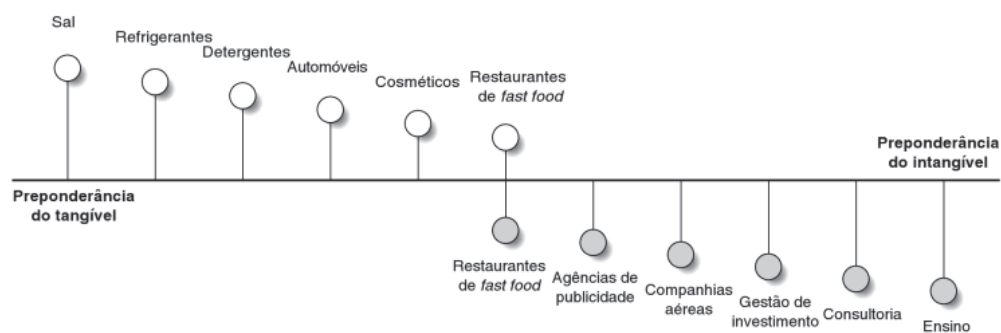 Sal
Refrigerantes
Detergentes
Automóveis
Cosméticos
Restaurantes
de fast food
Preponderância
do intangível
Preponderância
do tangível
Restaurantes
de fast food
Agências de
publicidade
Companhias
aéreas
Gestão de
investimento
Consultoria
Ensino